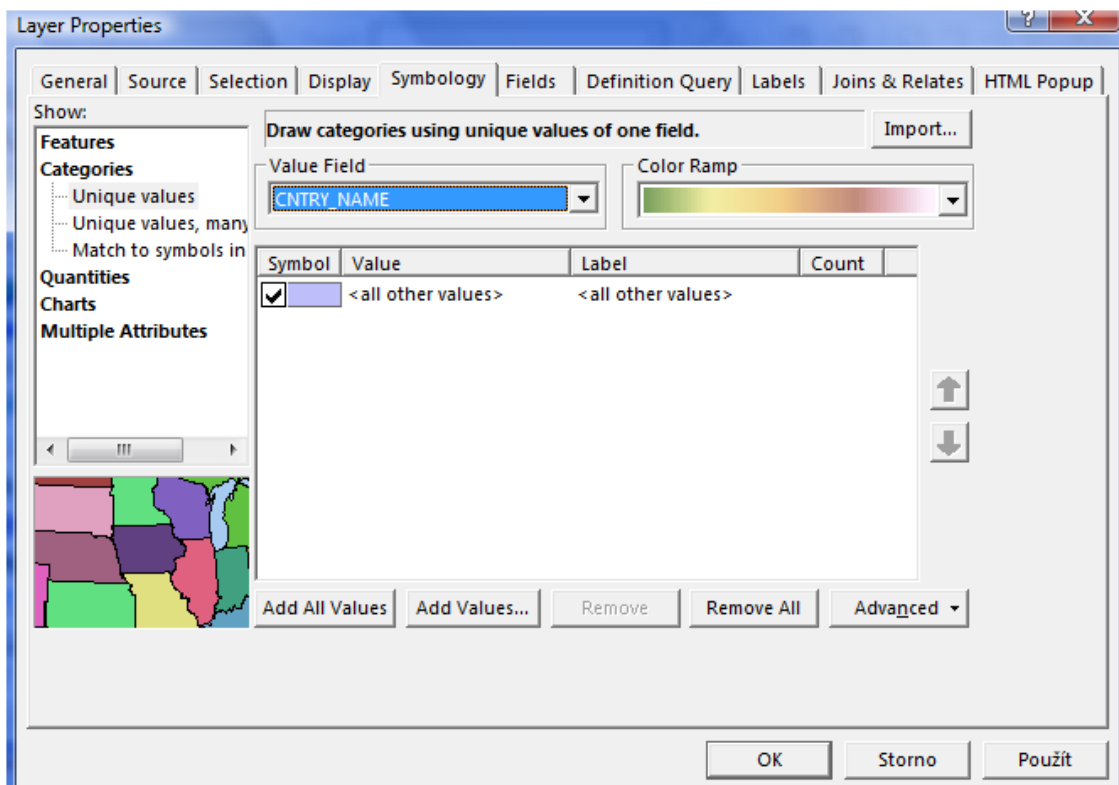 Layer Properties
?
X
General Source Selection Display Symbology Fields Definition Query Labels Joins & Relates HTML Popup
Show:
Features
Categories
Unique values
Unique values, many
Match to symbols in
Quantities
Charts
Multiple Attributes
Draw categories using unique values of one field.
Import...
Value Field
CNTRY_NAME
Color Ramp
Symbol Value Label Count
<all other values> <all other values>
Add All Values Add Values... Remove Remove All Advanced
OK Storno Použít